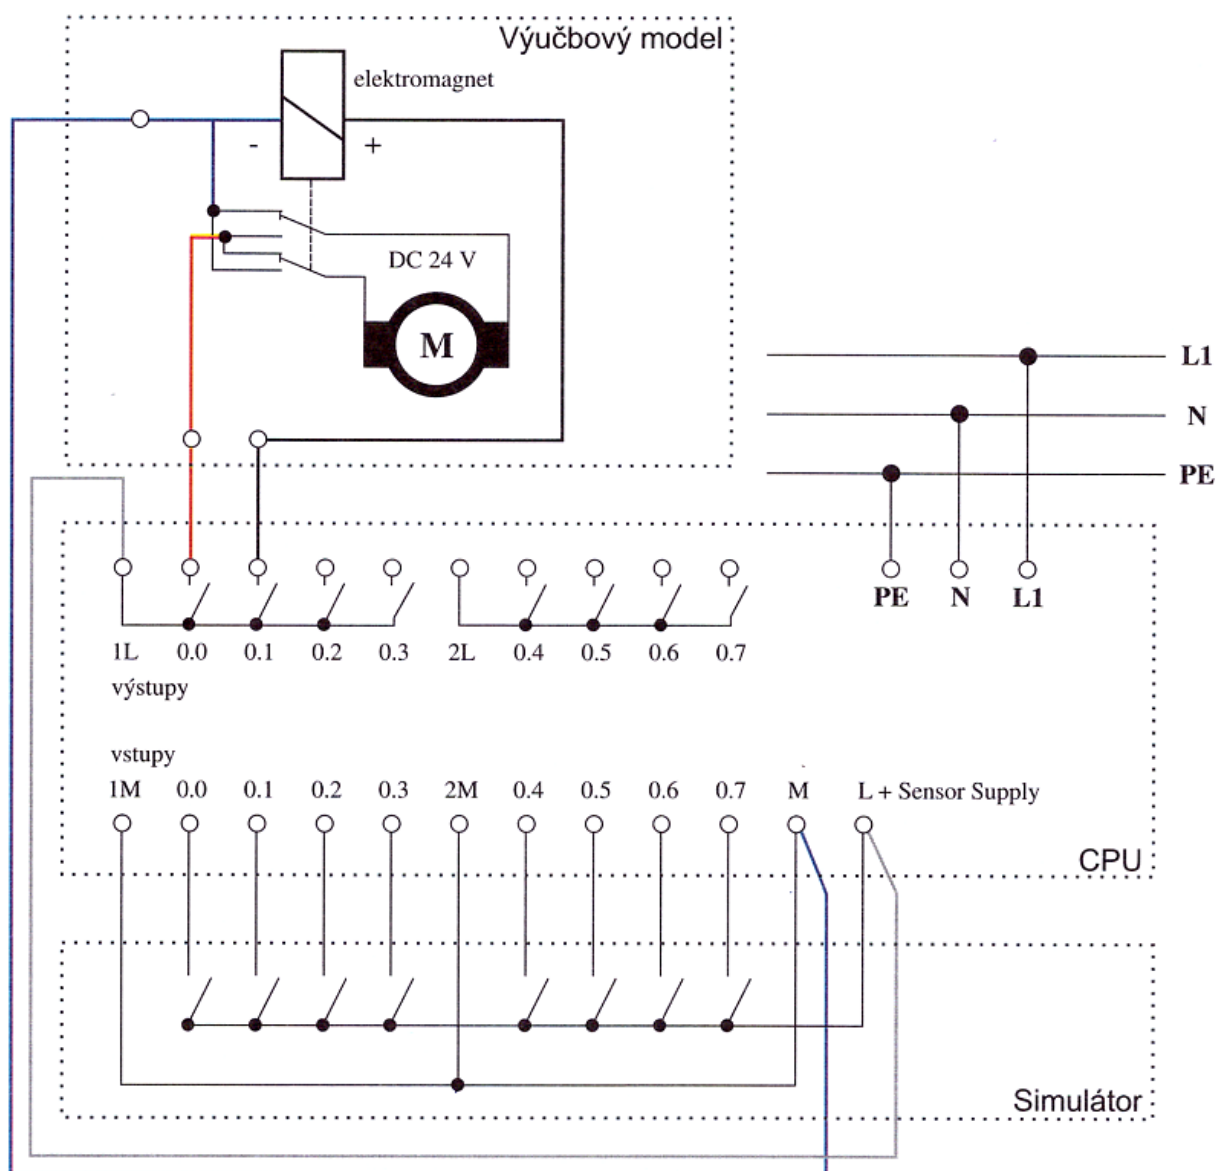 Výučbový model
elektromagnet
- +
DC 24 V
M
L1
N
PE
PE N L1
1L 0.0 0.1 0.2 0.3 2L 0.4 0.5 0.6 0.7
výstupy
vstupy
1M 0.0 0.1 0.2 0.3 2M 0.4 0.5 0.6 0.7 M L + Sensor Supply
CPU
Simulátor